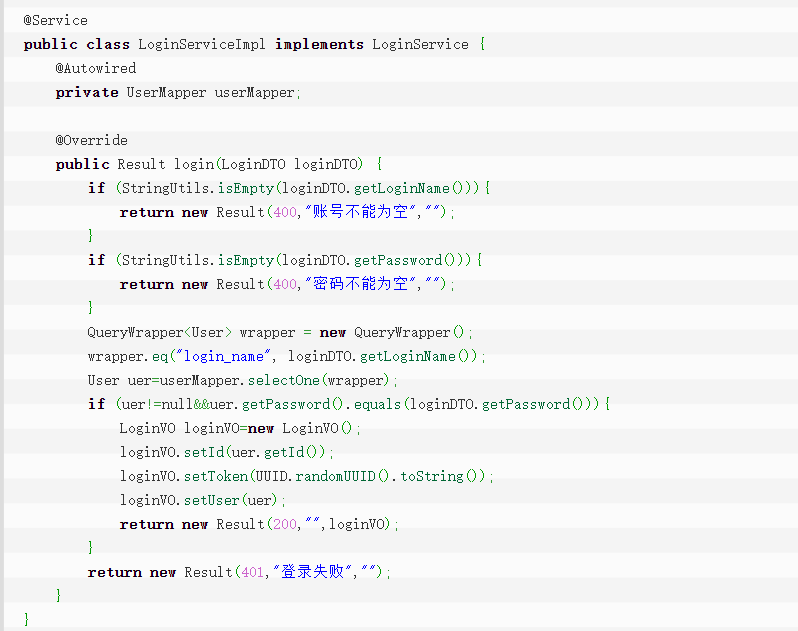 @Service
public class LoginServiceImpl implements LoginService {
    @Autowired
    private UserMapper userMapper;

    @Override
    public Result login(LoginDTO loginDTO) {
        if (StringUtils.isEmpty(loginDTO.getLoginName())){
            return new Result(400,"账号不能为空","");
        }
        if (StringUtils.isEmpty(loginDTO.getPassword())){
            return new Result(400,"密码不能为空","");
        }
        QueryWrapper<User> wrapper = new QueryWrapper();
        wrapper.eq("login_name", loginDTO.getLoginName());
        User uer=userMapper.selectOne(wrapper);
        if (uer!=null&&uer.getPassword().equals(loginDTO.getPassword())){
            LoginVO loginVO=new LoginVO();
            loginVO.setId(uer.getId());
            loginVO.setToken(UUID.randomUUID().toString());
            loginVO.setUser(uer);
            return new Result(200,"",loginVO);
        }
        return new Result(401,"登录失败","");
    }
}